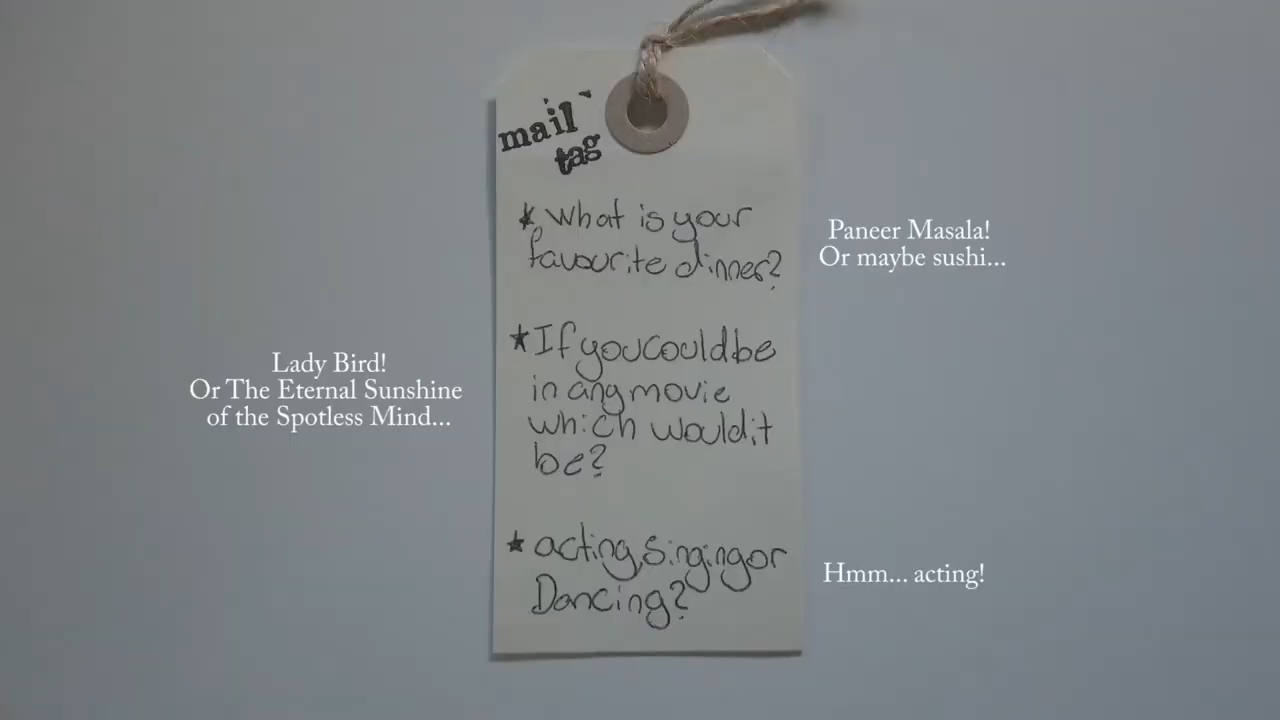 mail
tag
* What is your
favourite dinner?
Paneer Masala!
Or maybe sushi...
* If you could be
in any movie
which would it
be?
Lady Bird!
Or The Eternal Sunshine
of the Spotless Mind...
* acting, singing or
Dancing?
Hmm... acting!